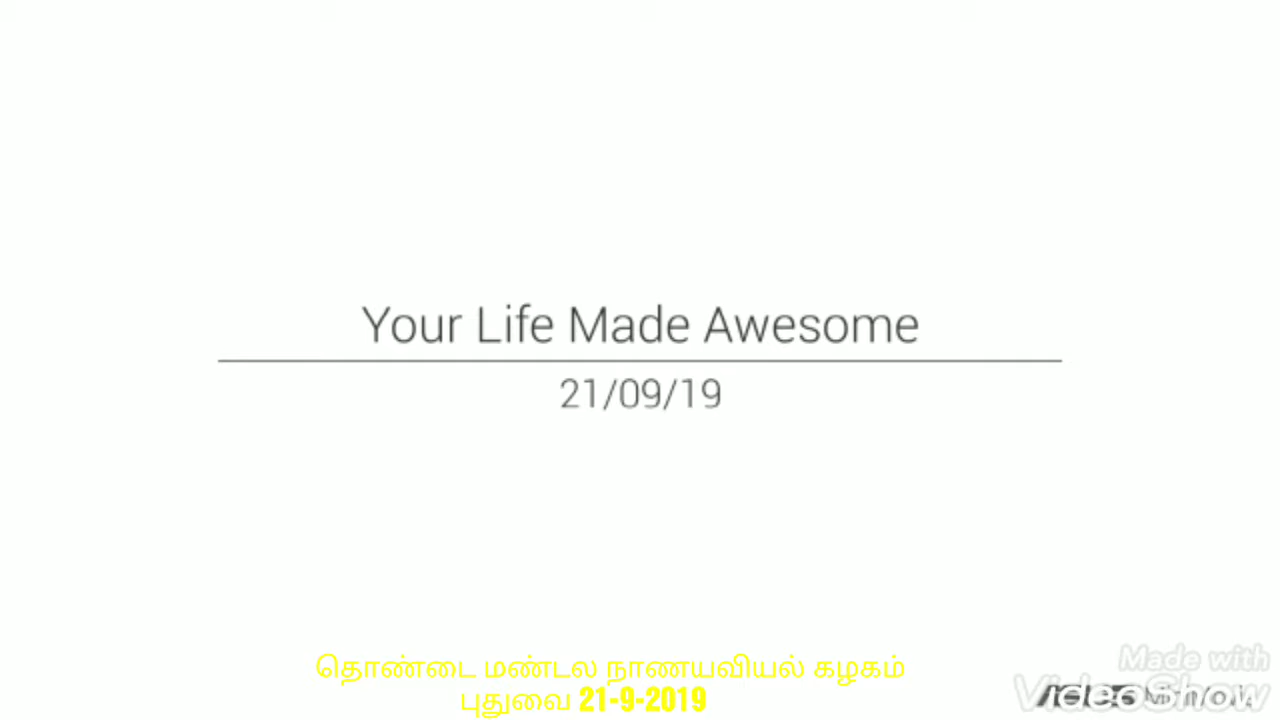 Your Life Made Awesome
21/09/19
தொண்டை மண்டல நாணயவியல் கழகம்
புதுவை 21-9-2019
Made with
VideoShow